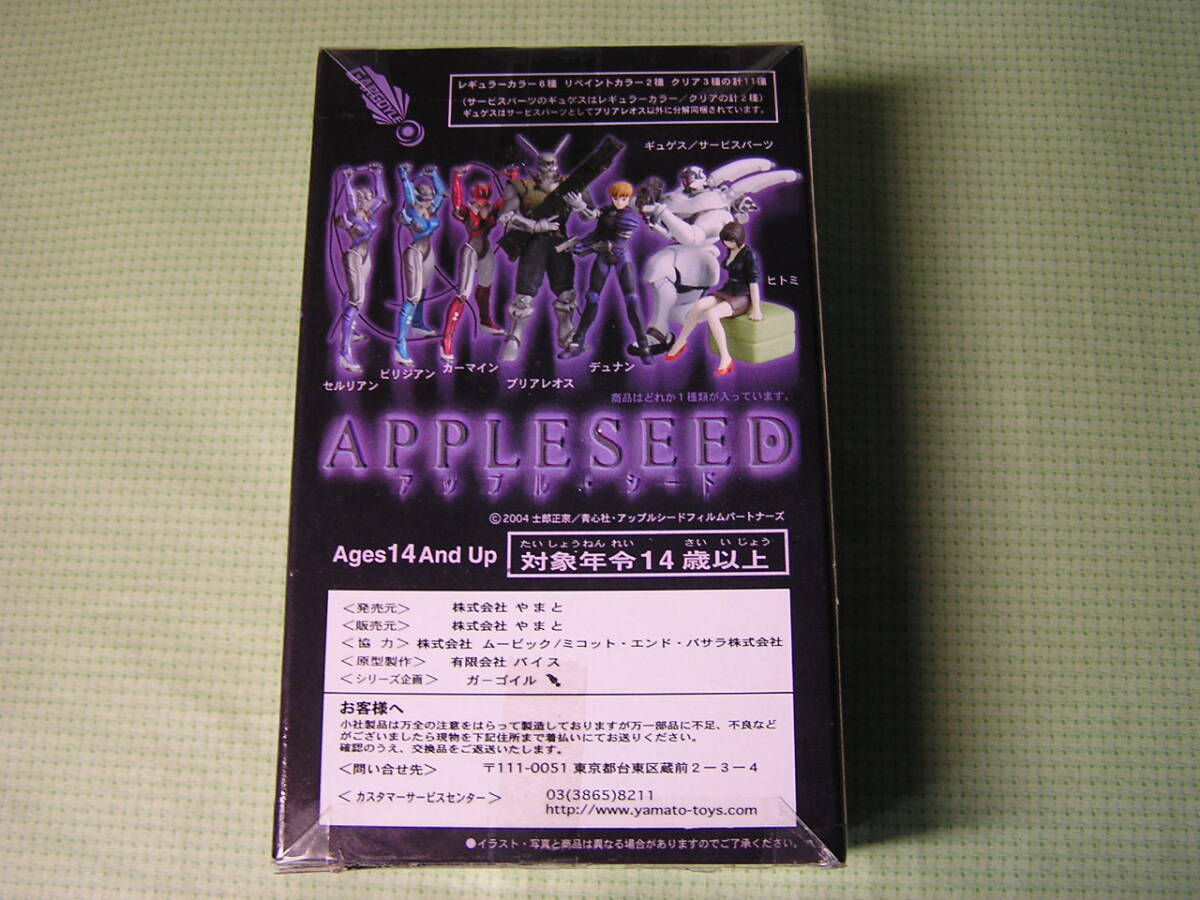 GARGOYLE
レギュラーカラー6種 リペイントカラー2種 クリア3種の計11種
(サービスパーツのギュゲスはレギュラーカラー/クリアの計2種)
ギュゲスはサービスパーツとしてブリアレオス以外に分解同梱されています。
ギュゲス/サービスパーツ
ヒトミ
デュナン
ブリアレオス
カーマイン
ビリジアン
セルリアン
商品はどれか1種類が入っています。
APPLESEED
アップル・シード
©2004 士郎正宗/青心社・アップルシードフィルムパートナーズ
Ages14And Up
たいしょうねんれい さい いじょう
対象年令14歳以上
<発売元> 株式会社 やまと
<販売元> 株式会社 やまと
<協 力> 株式会社 ムービック/ミコット・エンド・バサラ株式会社
<原型製作> 有限会社 バイス
<シリーズ企画> ガーゴイル
お客様へ
小社製品は万全の注意をはらって製造しておりますが万一部品に不足、不良など
がございましたら現物を下記住所まで着払いにてお送りください。
確認のうえ、交換品をご返送いたします。
<問い合せ先> 〒111-0051 東京都台東区蔵前2-3-4
<カスタマーサービスセンター> 03(3865)8211
http://www.yamato-toys.com
●イラスト・写真と商品は異なる場合がありますのでご了承ください。